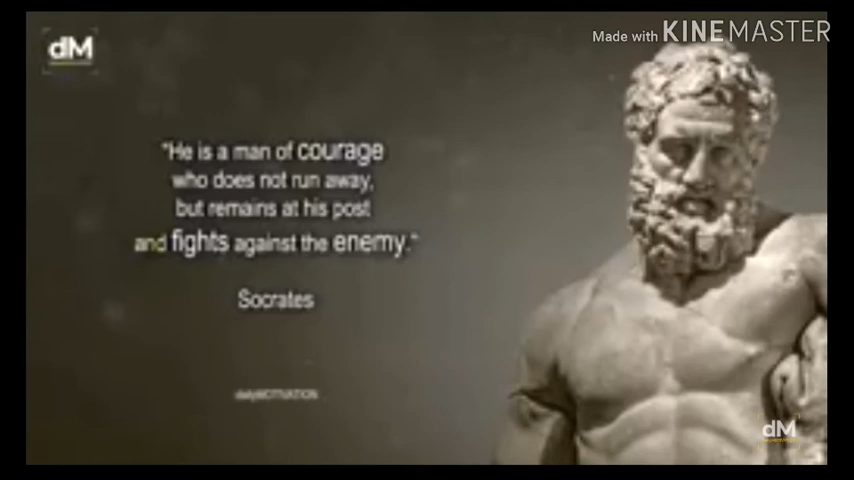 dM
Made with KINEMASTER
"He is a man of courage
who does not run away,
but remains at his post
and fights against the enemy."
Socrates
dailyMOTIVATION
dM